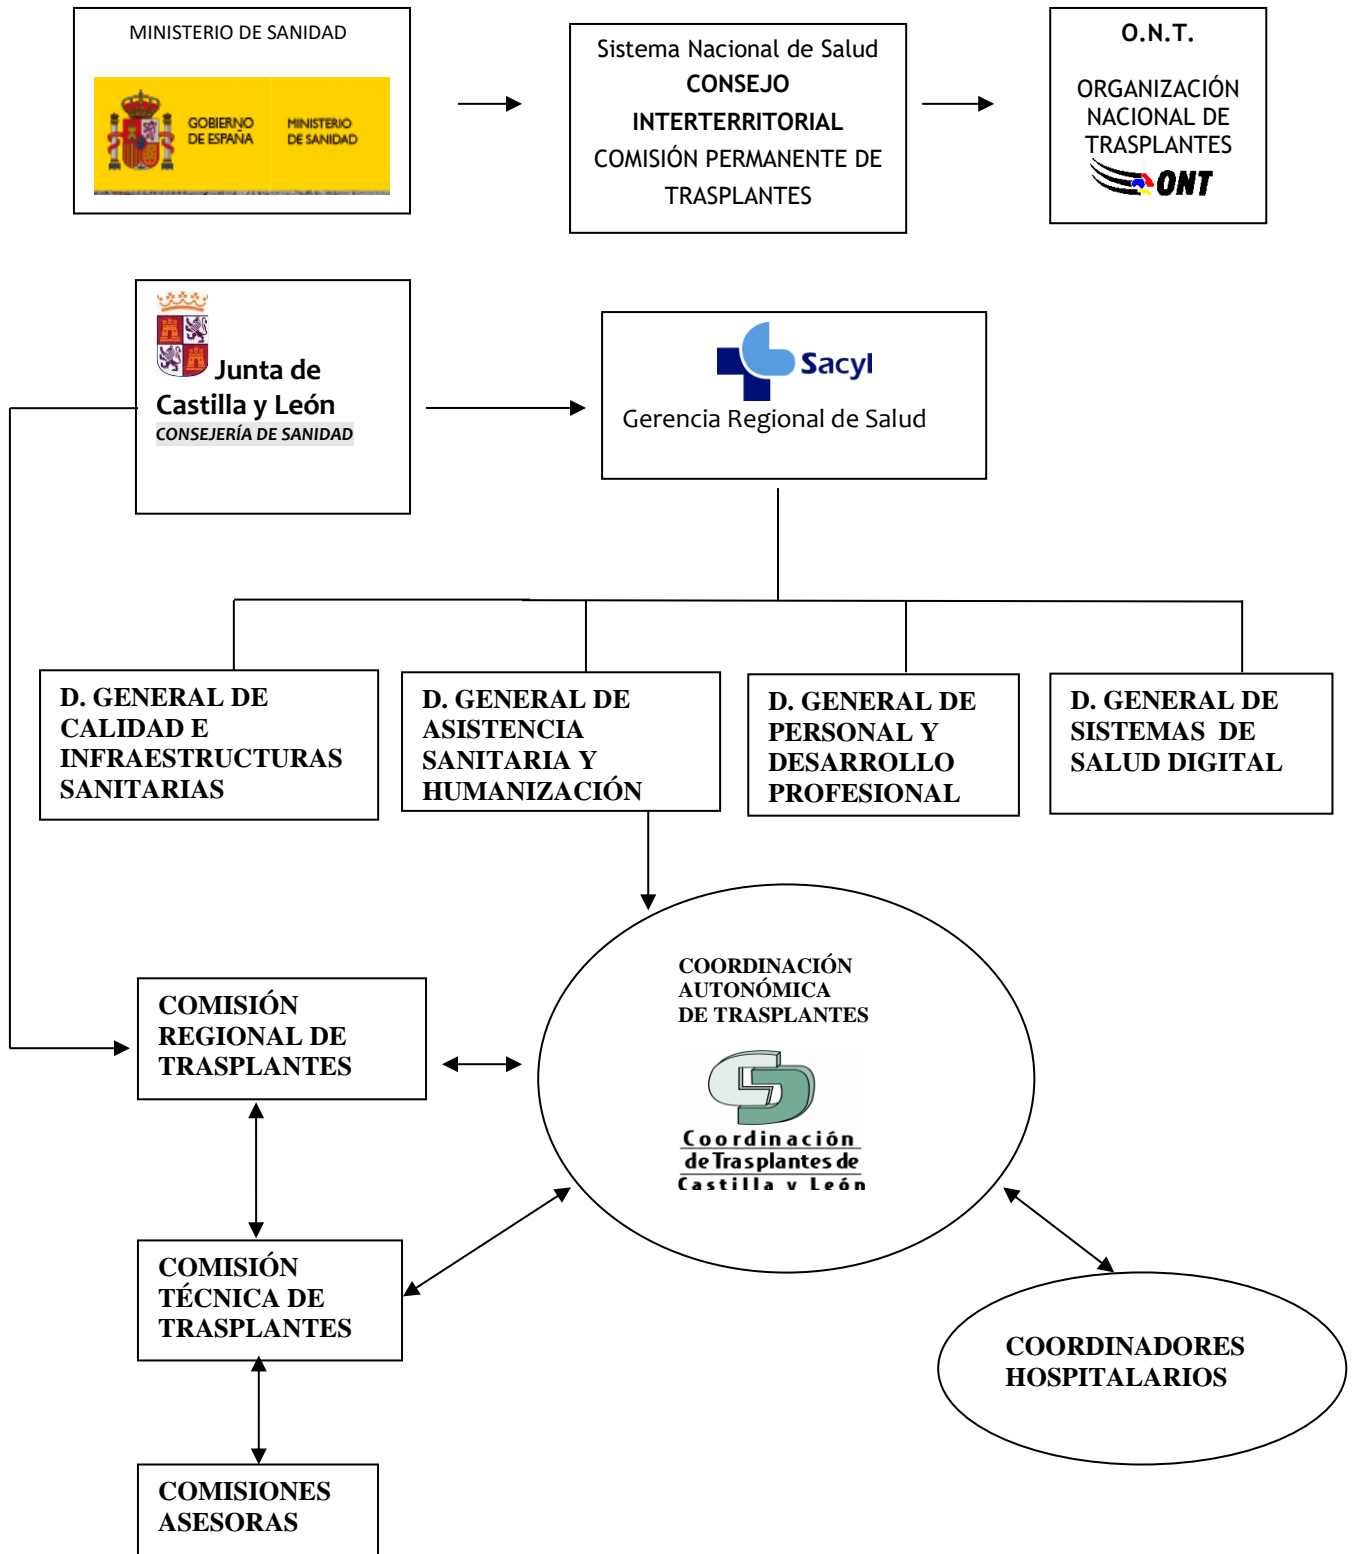 MINISTERIO DE SANIDAD
GOBIERNO
DE ESPAÑA
MINISTERIO
DE SANIDAD
Sistema Nacional de Salud
CONSEJO
INTERTERRITORIAL
COMISIÓN PERMANENTE DE
TRASPLANTES
O.N.T.
ORGANIZACIÓN
NACIONAL DE
TRASPLANTES
ONT
Junta de
Castilla y León
CONSEJERÍA DE SANIDAD
Sacyl
Gerencia Regional de Salud
D. GENERAL DE
CALIDAD E
INFRAESTRUCTURAS
SANITARIAS
D. GENERAL DE
ASISTENCIA
SANITARIA Y
HUMANIZACIÓN
D. GENERAL DE
PERSONAL Y
DESARROLLO
PROFESIONAL
D. GENERAL DE
SISTEMAS DE
SALUD DIGITAL
COORDINACIÓN
AUTONÓMICA
DE TRASPLANTES
Coordinación
de Trasplantes de
Castilla y León
COMISIÓN
REGIONAL DE
TRASPLANTES
COMISIÓN
TÉCNICA DE
TRASPLANTES
COORDINADORES
HOSPITALARIOS
COMISIONES
ASESORAS